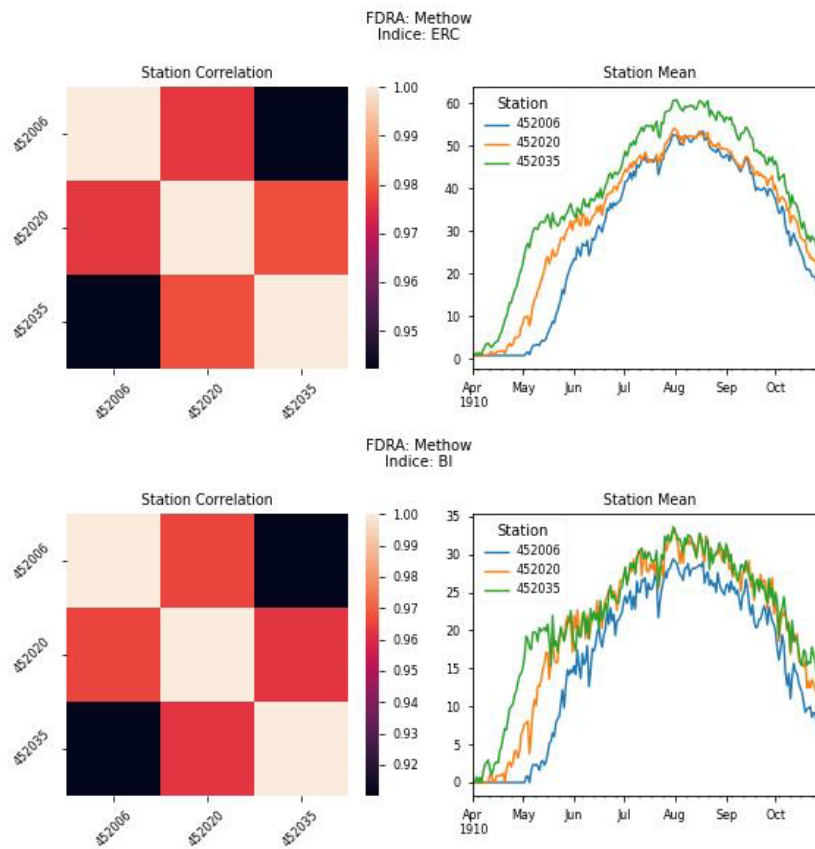 FDRA: Methow
Indice: ERC
Station Correlation
452006
452020
452035
452006
452020
452035
1.00
0.99
0.98
0.97
0.96
0.95
Station Mean
Station
452006
452020
452035
60
50
40
30
20
10
0
Apr
1910
May
Jun
Jul
Aug
Sep
Oct
FDRA: Methow
Indice: BI
Station Correlation
452006
452020
452035
452006
452020
452035
1.00
0.99
0.98
0.97
0.96
0.95
0.94
0.93
0.92
Station Mean
Station
452006
452020
452035
35
30
25
20
15
10
5
0
Apr
1910
May
Jun
Jul
Aug
Sep
Oct